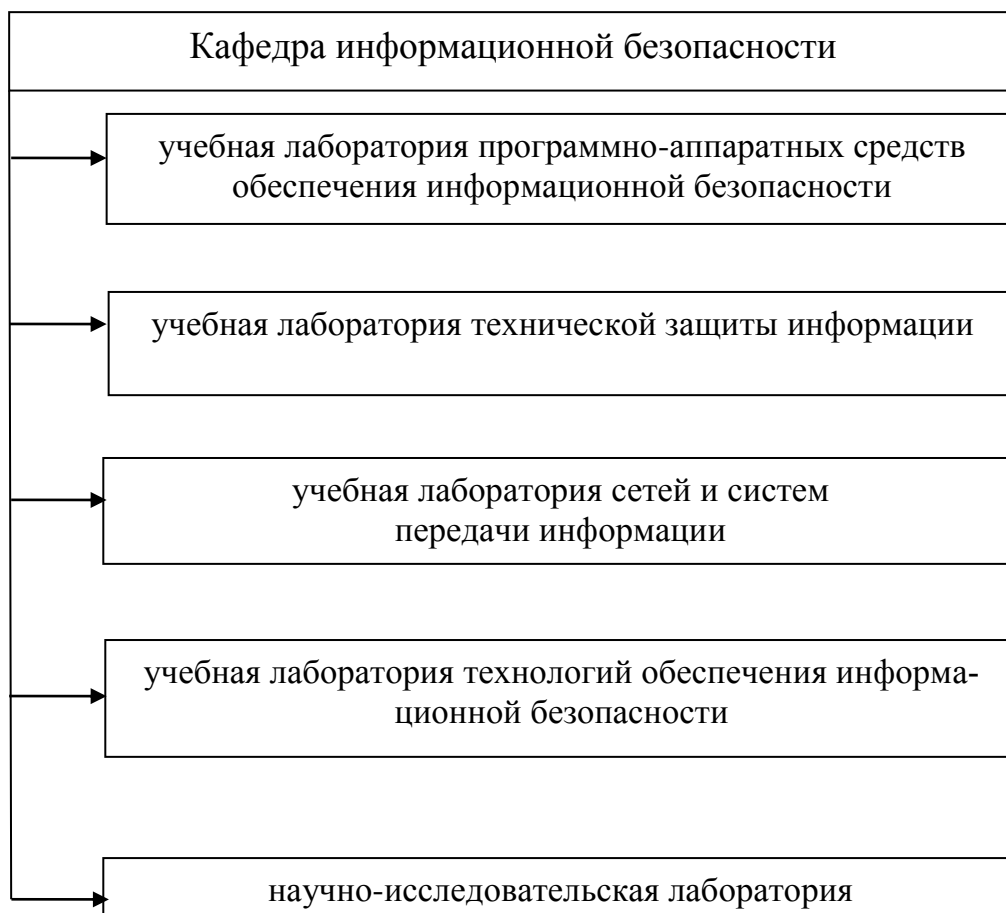 Кафедра информационной безопасности
учебная лаборатория программно-аппаратных средств
обеспечения информационной безопасности
учебная лаборатория технической защиты информации
учебная лаборатория сетей и систем
передачи информации
учебная лаборатория технологий обеспечения информа-
ционной безопасности
научно-исследовательская лаборатория